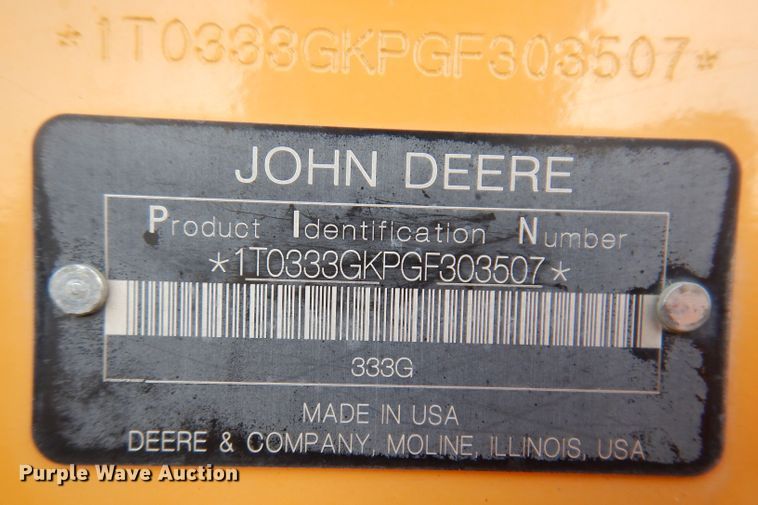 *1T0333GKPGF303507*
JOHN DEERE
Product Identification Number
*1T0333GKPGF303507*
333G
MADE IN USA
DEERE & COMPANY, MOLINE, ILLINOIS, USA
Purple Wave Auction